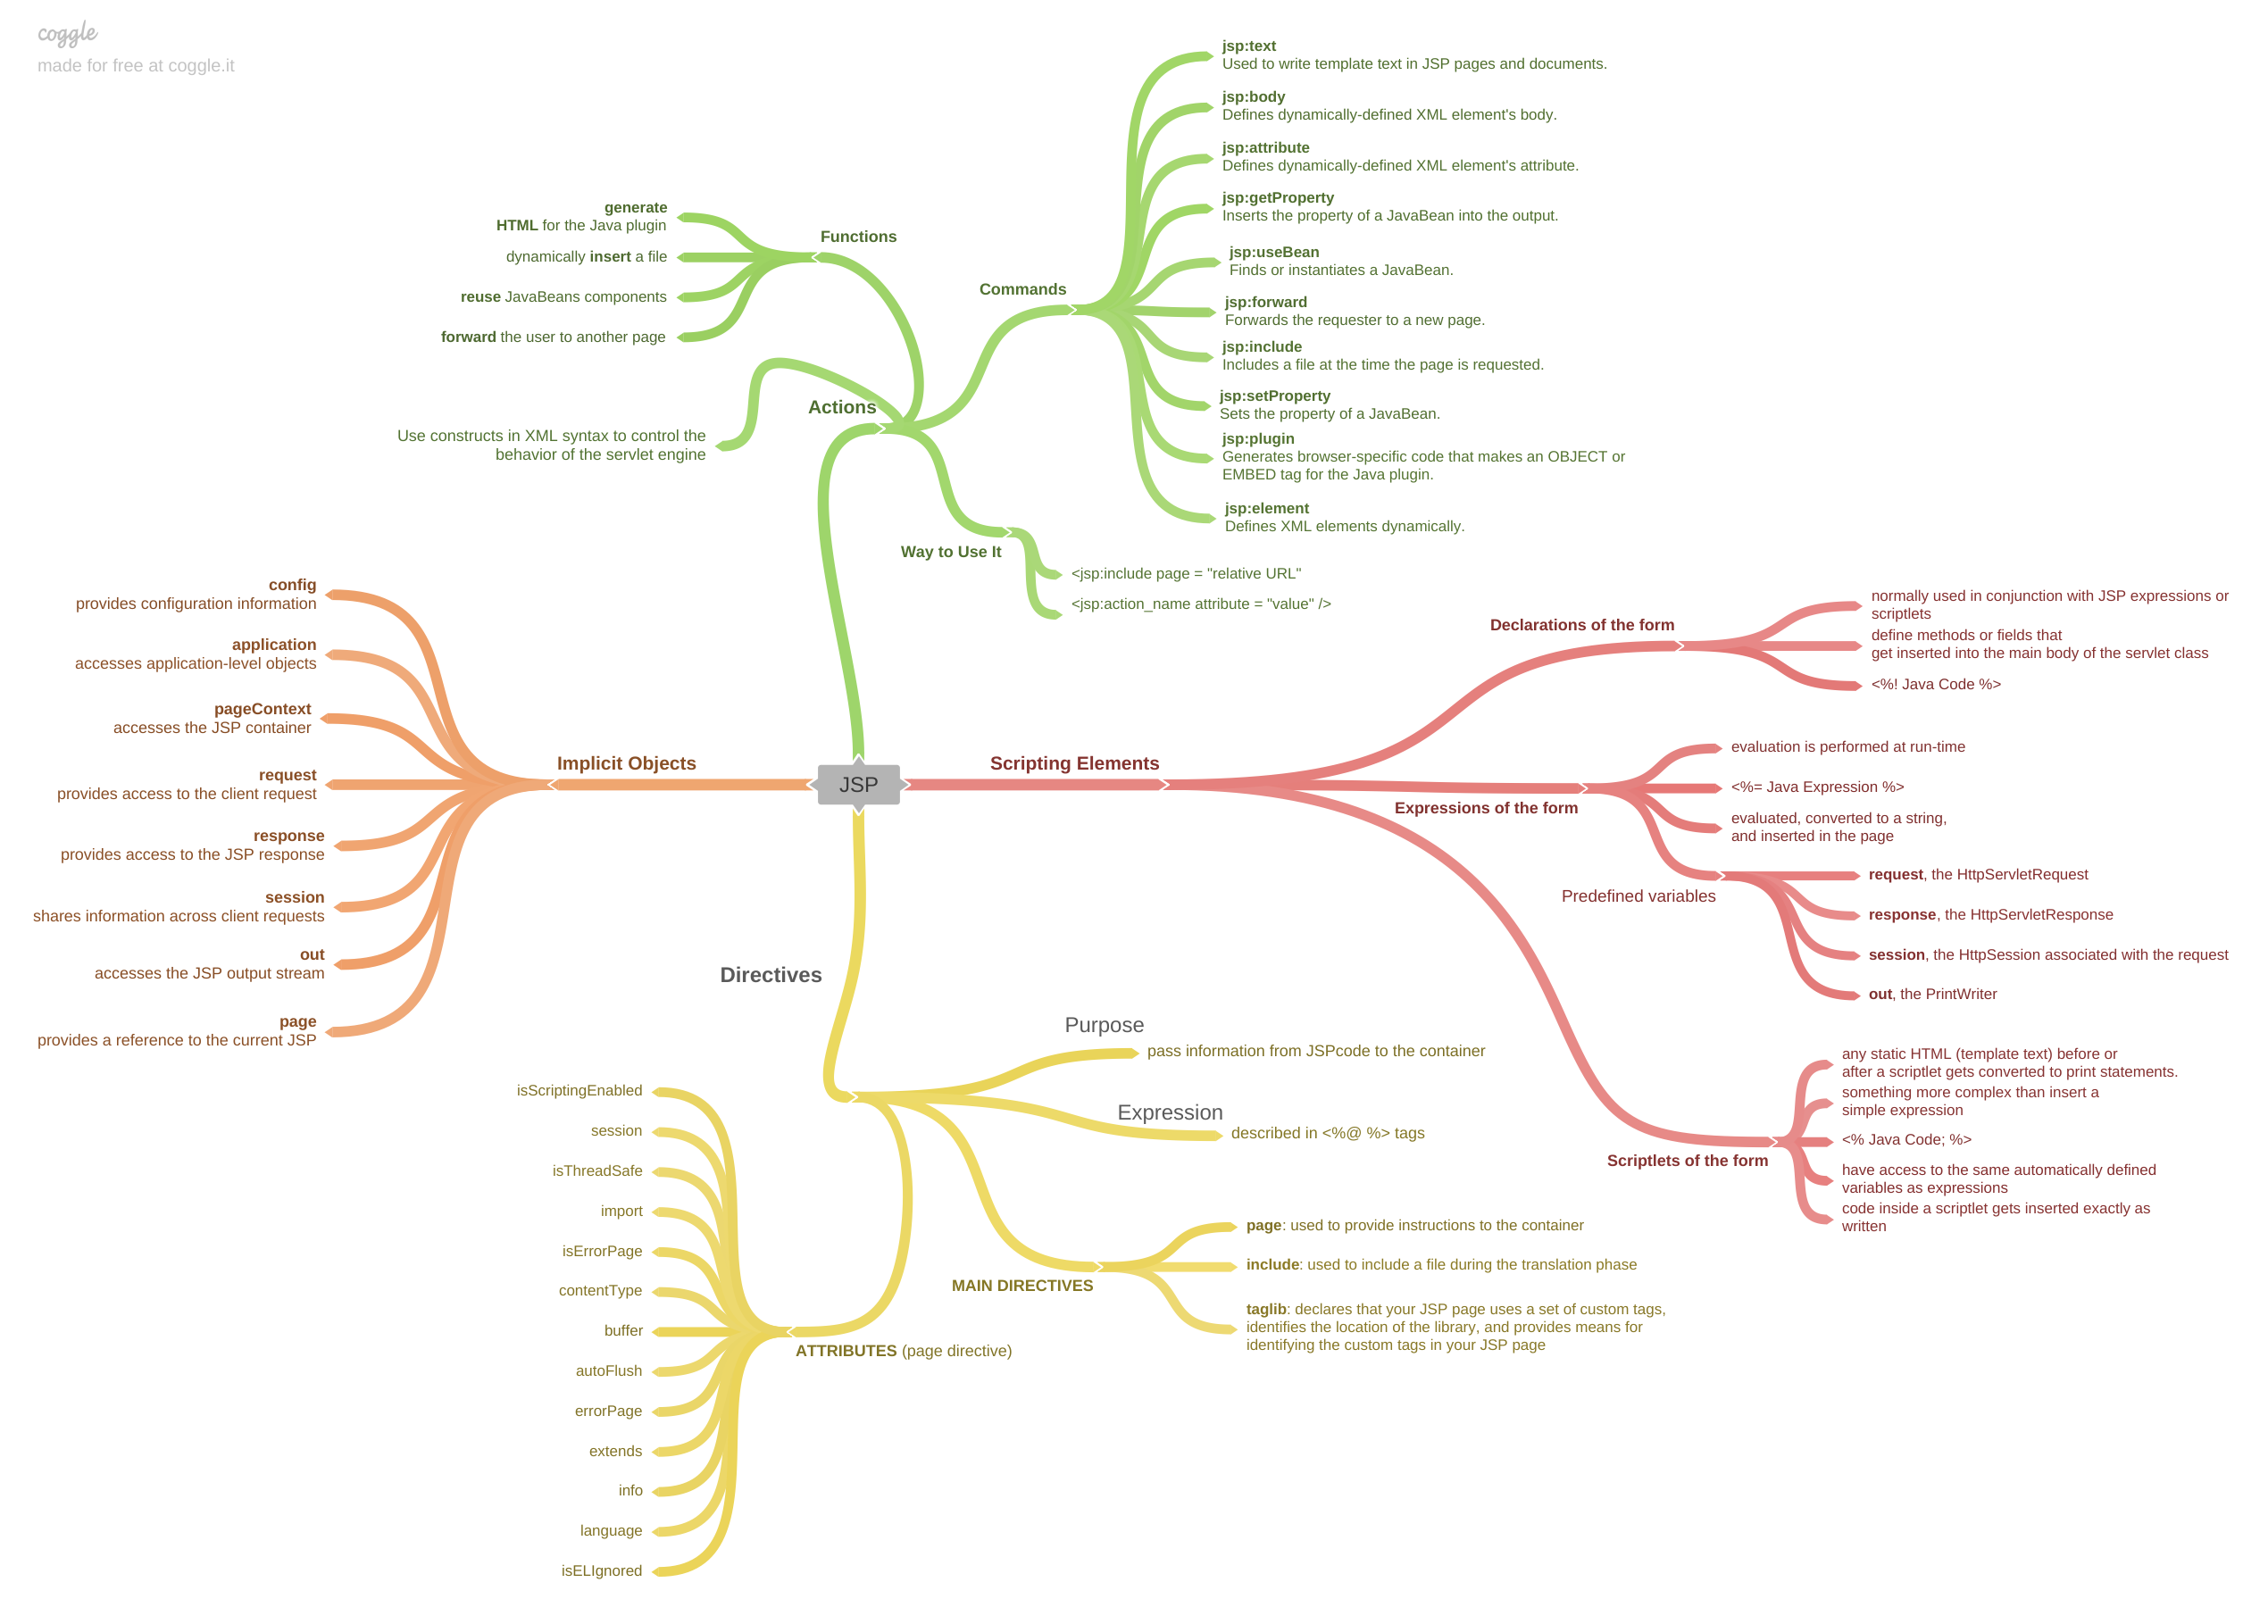 coggle
made for free at coggle.it
JSP
Actions
Functions
generate
HTML for the Java plugin
dynamically insert a file
reuse JavaBeans components
forward the user to another page
Use constructs in XML syntax to control the
behavior of the servlet engine
Commands
jsp:text
Used to write template text in JSP pages and documents.
jsp:body
Defines dynamically-defined XML element's body.
jsp:attribute
Defines dynamically-defined XML element's attribute.
jsp:getProperty
Inserts the property of a JavaBean into the output.
jsp:useBean
Finds or instantiates a JavaBean.
jsp:forward
Forwards the requester to a new page.
jsp:include
Includes a file at the time the page is requested.
jsp:setProperty
Sets the property of a JavaBean.
jsp:plugin
Generates browser-specific code that makes an OBJECT or
EMBED tag for the Java plugin.
jsp:element
Defines XML elements dynamically.
Way to Use It
<jsp:include page = "relative URL"
<jsp:action_name attribute = "value" />
Implicit Objects
config
provides configuration information
application
accesses application-level objects
pageContext
accesses the JSP container
request
provides access to the client request
response
provides access to the JSP response
session
shares information across client requests
out
accesses the JSP output stream
page
provides a reference to the current JSP
Scripting Elements
Declarations of the form
normally used in conjunction with JSP expressions or
scriptlets
define methods or fields that
get inserted into the main body of the servlet class
<%! Java Code %>
Expressions of the form
evaluation is performed at run-time
<%= Java Expression %>
evaluated, converted to a string,
and inserted in the page
Predefined variables
request, the HttpServletRequest
response, the HttpServletResponse
session, the HttpSession associated with the request
out, the PrintWriter
Scriptlets of the form
any static HTML (template text) before or
after a scriptlet gets converted to print statements.
something more complex than insert a
simple expression
<% Java Code; %>
have access to the same automatically defined
variables as expressions
code inside a scriptlet gets inserted exactly as
written
Directives
Purpose
pass information from JSPcode to the container
Expression
described in <%@ %> tags
MAIN DIRECTIVES
page: used to provide instructions to the container
include: used to include a file during the translation phase
taglib: declares that your JSP page uses a set of custom tags,
identifies the location of the library, and provides means for
identifying the custom tags in your JSP page
ATTRIBUTES (page directive)
isScriptingEnabled
session
isThreadSafe
import
isErrorPage
contentType
buffer
autoFlush
errorPage
extends
info
language
isELIgnored